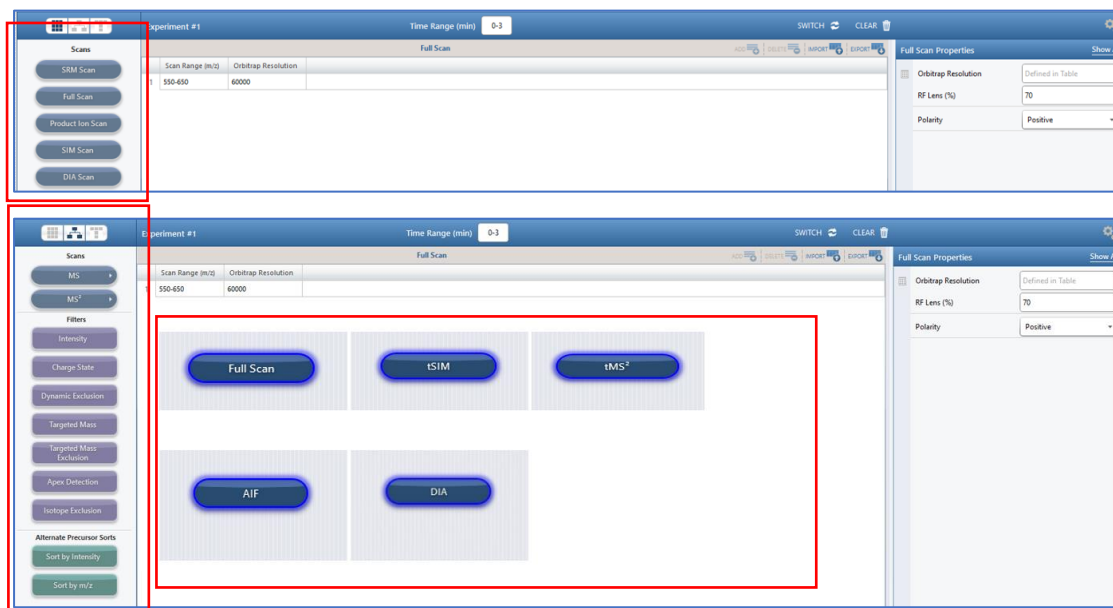 Experiment #1 Time Range (min) 0-3 SWITCH CLEAR
Scans
SRM Scan
Full Scan
Product Ion Scan
SIM Scan
DIA Scan
Full Scan
ADD DELETE IMPORT EXPORT
Scan Range (m/z) Orbitrap Resolution
1 550-650 60000
Full Scan Properties Show A
Orbitrap Resolution Defined in Table
RF Lens (%) 70
Polarity Positive
Experiment #1 Time Range (min) 0-3 SWITCH CLEAR
Scans
MS
MS²
Filters
Intensity
Charge State
Dynamic Exclusion
Targeted Mass
Targeted Mass
Exclusion
Apex Detection
Isotope Exclusion
Alternate Precursor Sorts
Sort by Intensity
Sort by m/z
Full Scan
ADD DELETE IMPORT EXPORT
Scan Range (m/z) Orbitrap Resolution
1 550-650 60000
Full Scan tSIM tMS²
AIF DIA
Full Scan Properties Show A
Orbitrap Resolution Defined in Table
RF Lens (%) 70
Polarity Positive